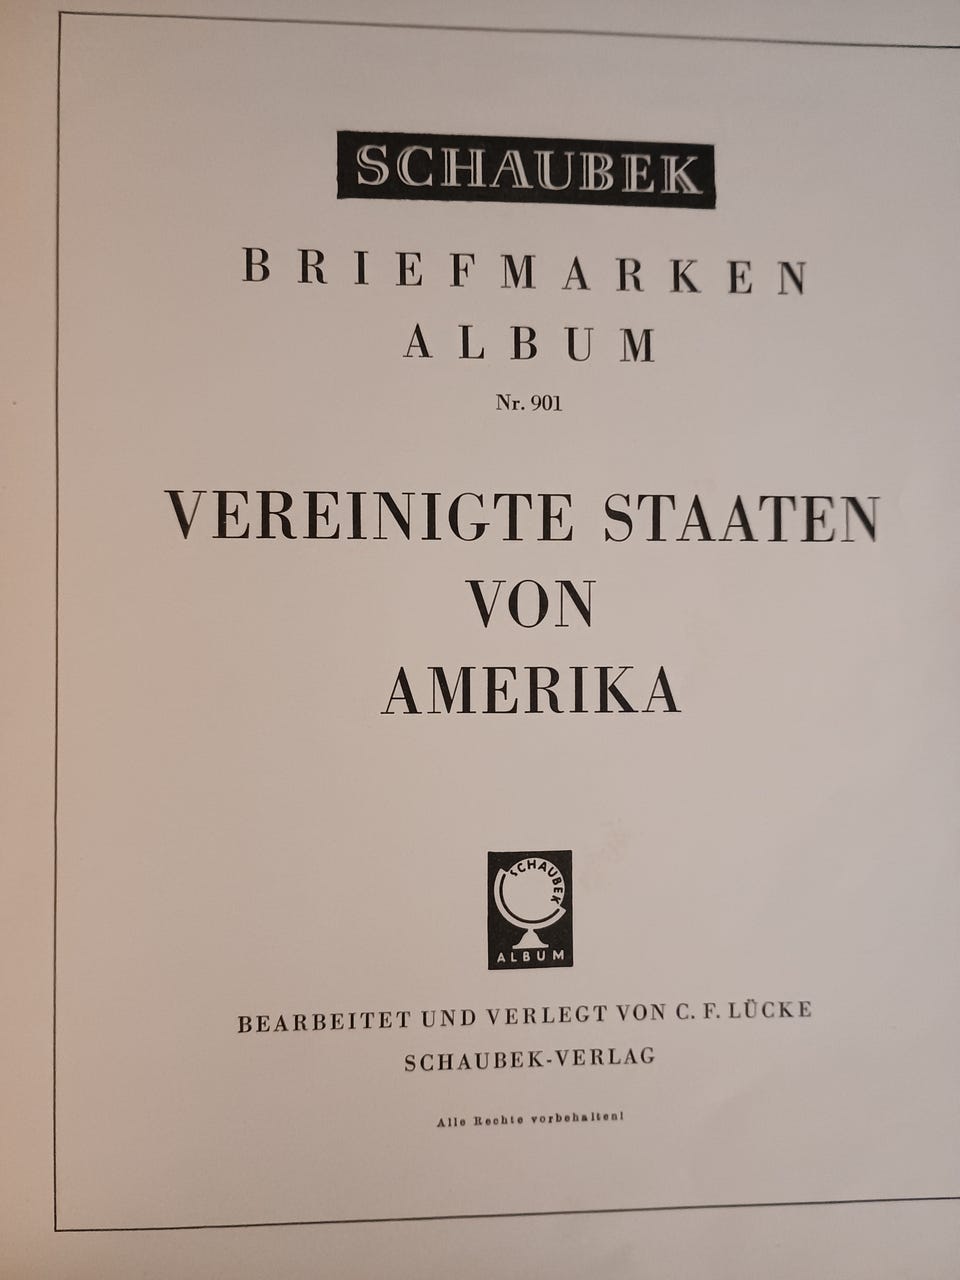 SCHAUBEK
BRIEFMARKEN
ALBUM
Nr. 901
VEREINIGTE STAATEN
VON
AMERIKA
SCHAUBEK
ALBUM
BEARBEITET UND VERLEGT VON C. F. LÜCKE
SCHAUBEK-VERLAG
Alle Rechte vorbehalten!